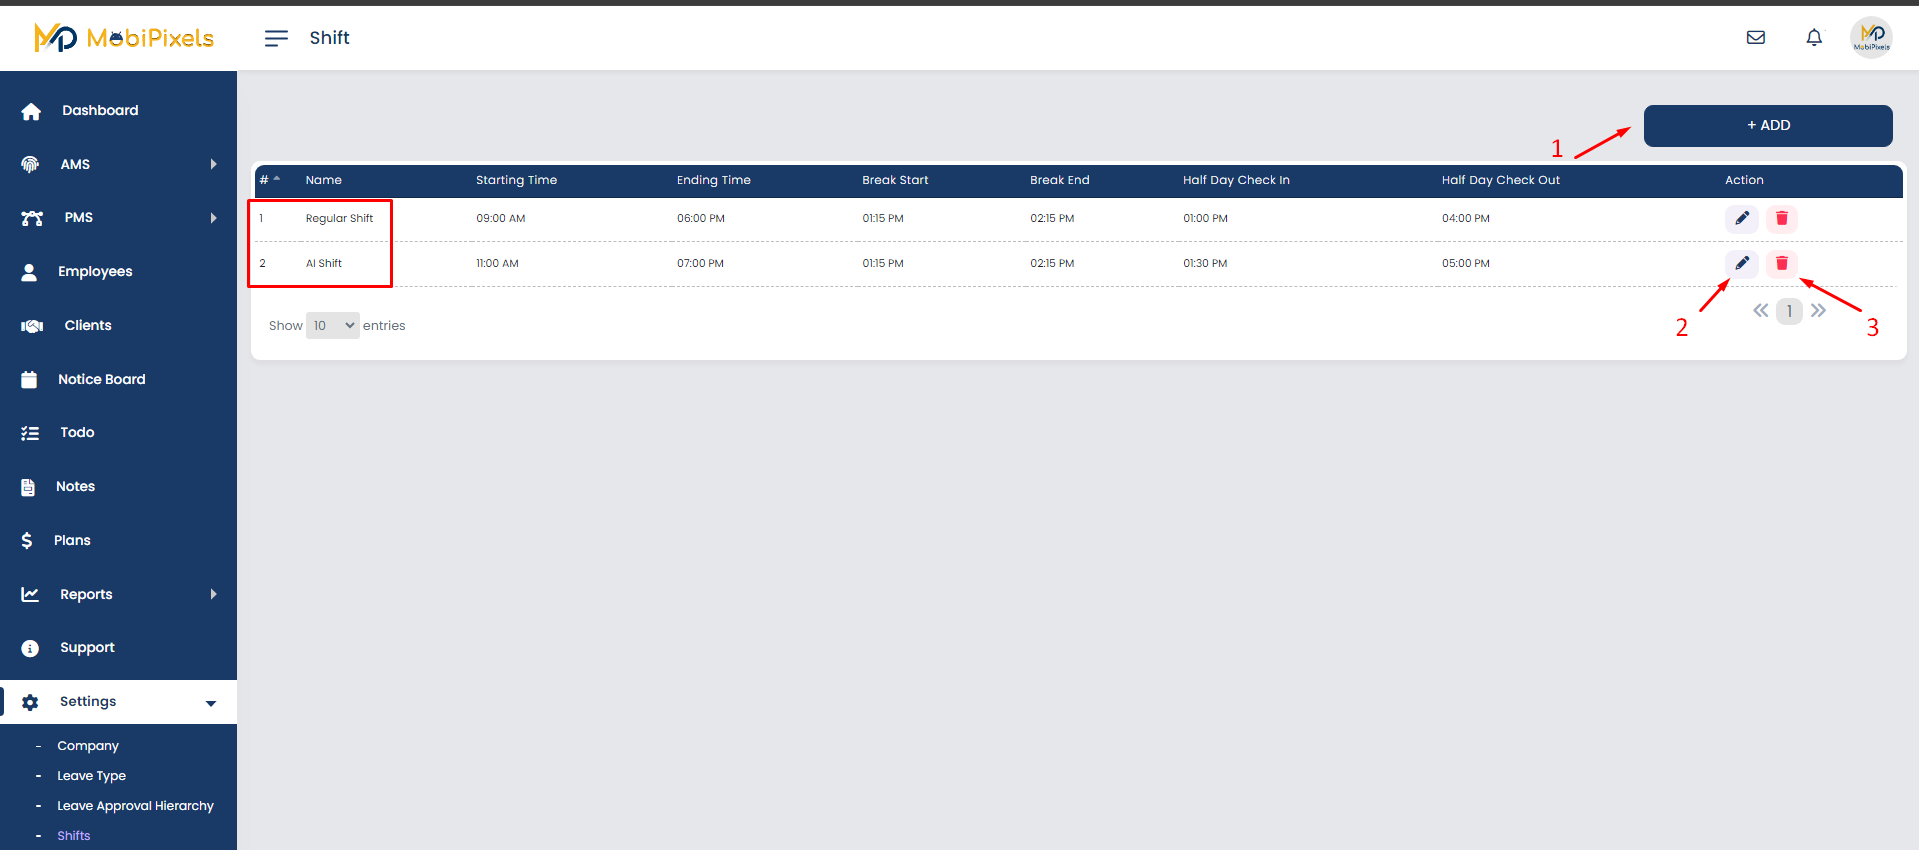 MobiPixels
Shift
MobiPixels
Dashboard
AMS
PMS
Employees
Clients
Notice Board
Todo
Notes
Plans
Reports
Support
Settings
- Company
- Leave Type
- Leave Approval Hierarchy
- Shifts
1
+ ADD
# Name Starting Time Ending Time Break Start Break End Half Day Check In Half Day Check Out Action
1 Regular Shift 09:00 AM 06:00 PM 01:15 PM 02:15 PM 01:00 PM 04:00 PM
2 AI Shift 11:00 AM 07:00 PM 01:15 PM 02:15 PM 01:30 PM 05:00 PM
Show 10 entries
« 1 »
2
3